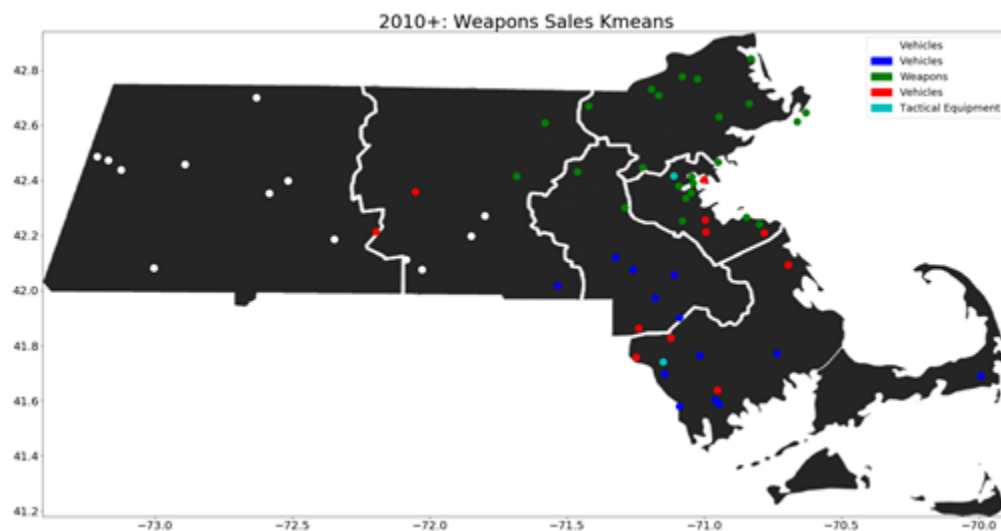 2010+: Weapons Sales Kmeans
Vehicles
Vehicles
Weapons
Vehicles
Tactical Equipment
42.8
42.6
42.4
42.2
42.0
41.8
41.6
41.4
41.2
−73.0 −72.5 −72.0 −71.5 −71.0 −70.5 −70.0